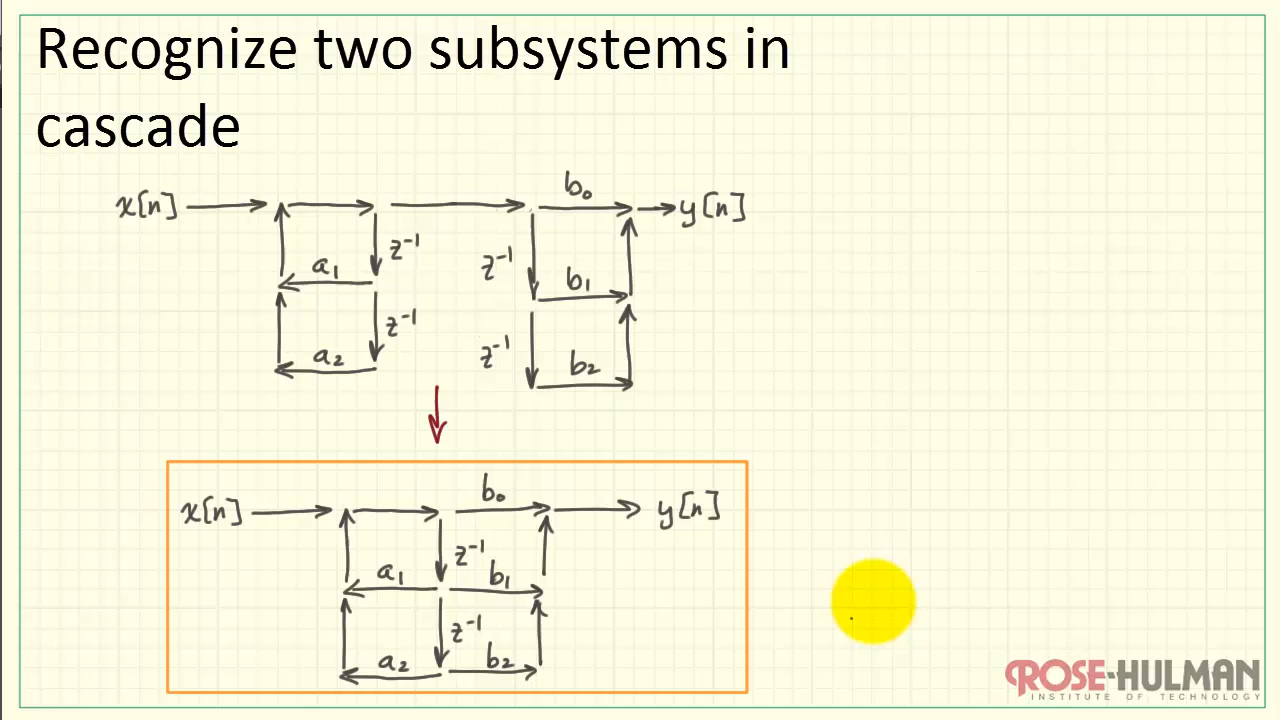 Recognize two subsystems in
cascade
x[n] b₀ y[n]
z⁻¹ z⁻¹
a₁ b₁
z⁻¹ z⁻¹
a₂ b₂
x[n] b₀ y[n]
z⁻¹
a₁ b₁
z⁻¹
a₂ b₂
ROSE-HULMAN
INSTITUTE OF TECHNOLOGY